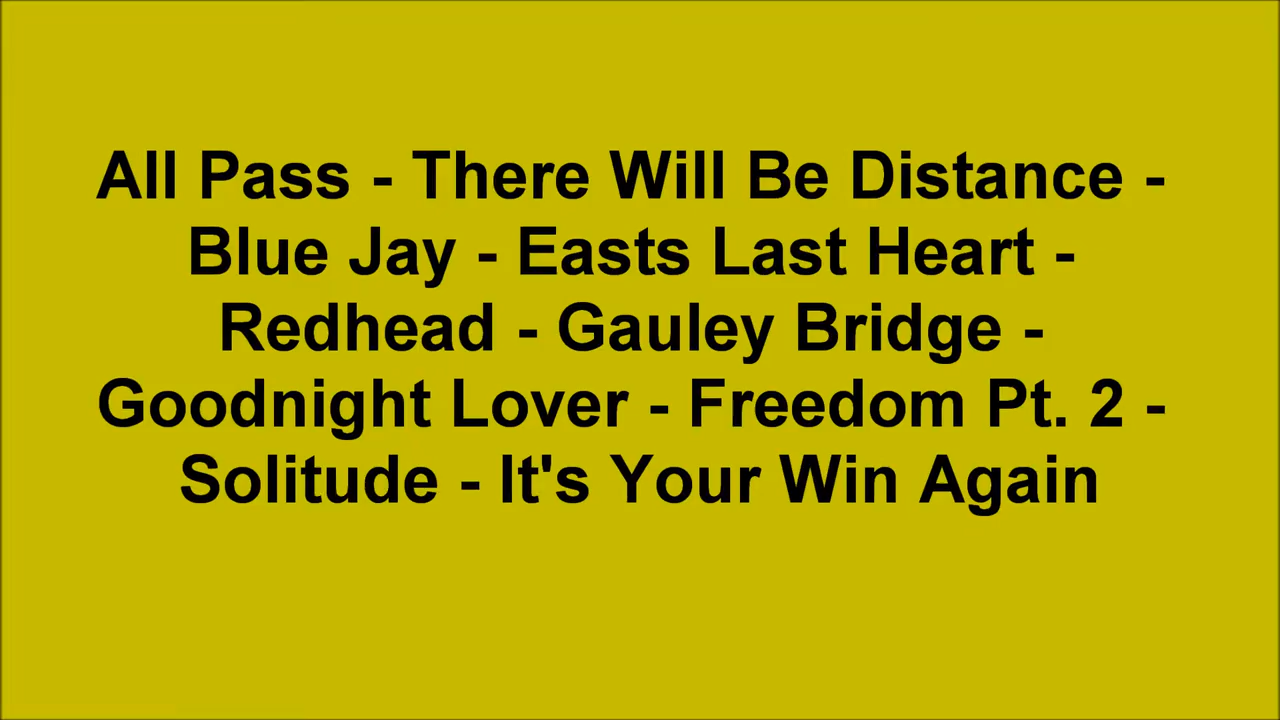 All Pass - There Will Be Distance -
Blue Jay - Easts Last Heart -
Redhead - Gauley Bridge -
Goodnight Lover - Freedom Pt. 2 -
Solitude - It's Your Win Again